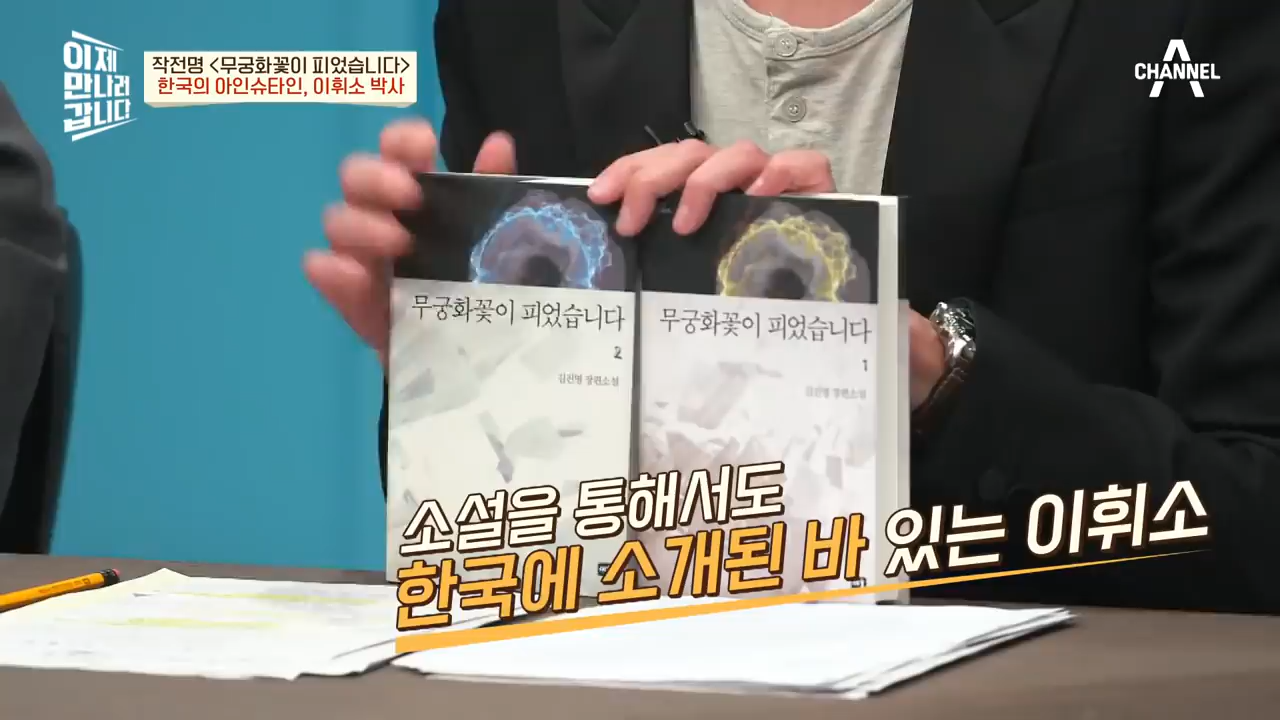 이제
만나러
갑니다
작전명 <무궁화꽃이 피었습니다>
한국의 아인슈타인, 이휘소 박사
CHANNEL A
무궁화꽃이 피었습니다
2
김진명 장편소설
무궁화꽃이 피었습니다
1
김진명 장편소설
소설을 통해서도
한국에 소개된 바 있는 이휘소